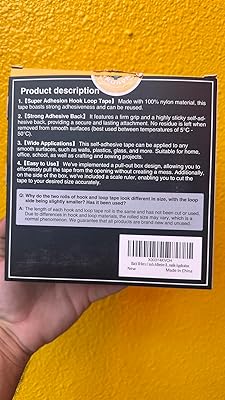 Product description
1. 【Super Adhesion Hook Loop Tape】 Made with 100% nylon material, this
tape boasts strong adhesiveness and can be reused.
2. 【Strong Adhesive Back】 It features a firm grip and a highly sticky self-ad-
hesive back, providing a secure and lasting attachment. No residue is left when
removed from smooth surfaces (best used between temperatures of 5°C -
50°C).
3. 【Wide Applications】 This self-adhesive tape can be applied to any
smooth surfaces, such as walls, plastics, glass, and more. Suitable for home,
office, school, as well as crafting and sewing projects.
4. 【Easy to Use】 We've implemented a pull-out box design, allowing you to
effortlessly pull the tape from the opening without creating a mess. Additionally,
on the side of the box, we've included a scale ruler, enabling you to cut the
tape to your desired size accurately.
Q: Why do the two rolls of hook and loop tape look different in size, with the loop
side being slightly smaller? Has it been used?
A: The length of each hook and loop roll is the same and has not been cut or used.
Due to differences in hook and loop materials, the rolled size may vary, which is a
normal phenomenon. We guarantee that all products are brand new and unused.
New
Made In China